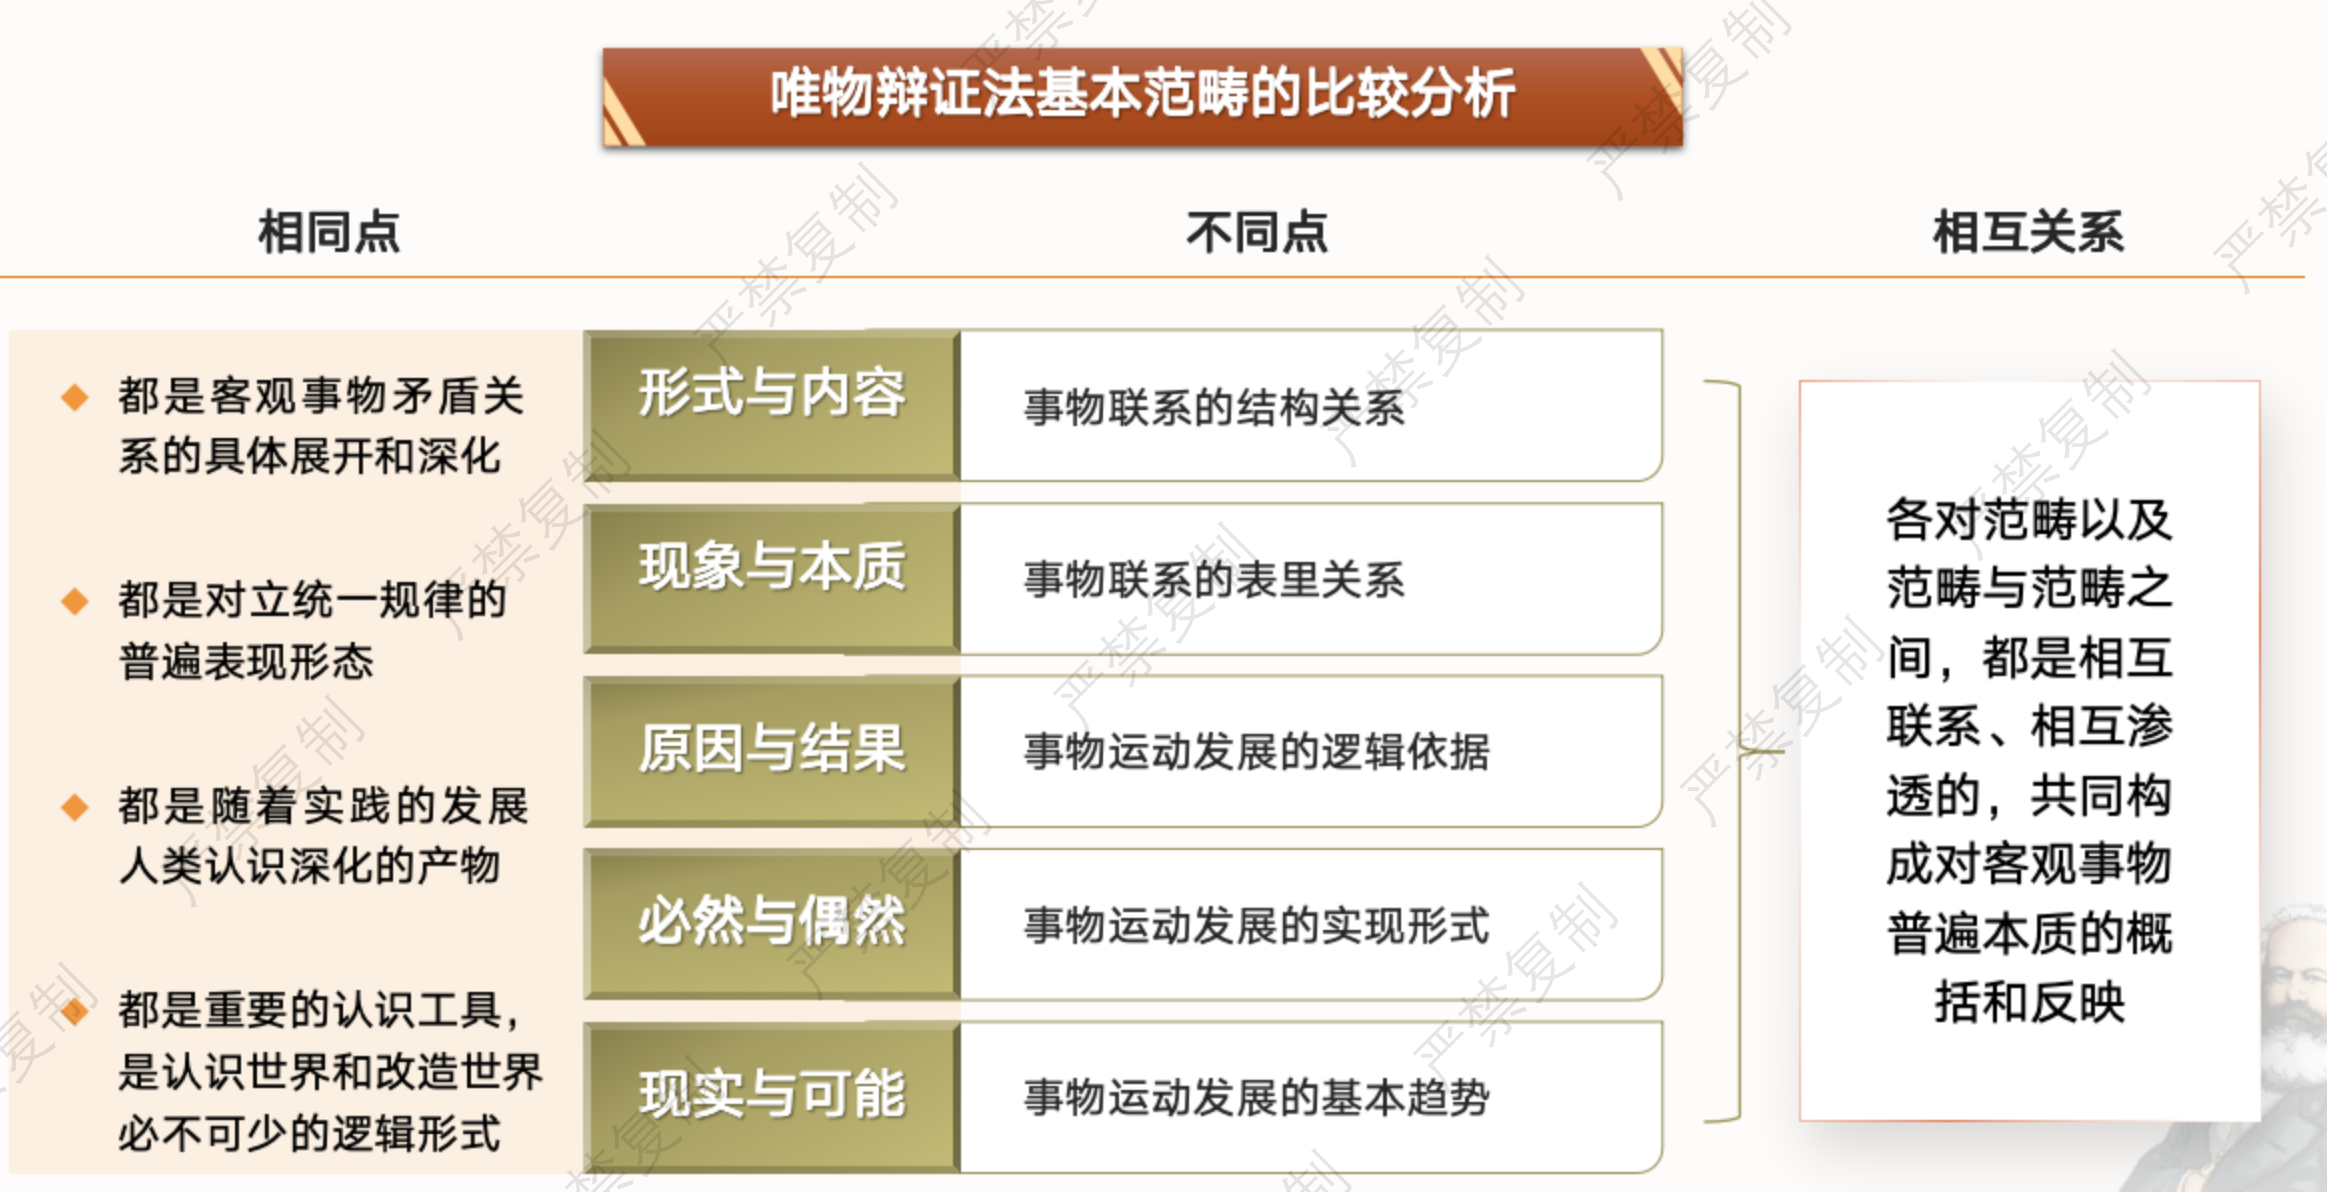 唯物辩证法基本范畴的比较分析
相同点
不同点
相互关系
都是客观事物矛盾关
系的具体展开和深化
都是对立统一规律的
普遍表现形态
都是随着实践的发展
人类认识深化的产物
都是重要的认识工具，
是认识世界和改造世界
必不可少的逻辑形式
形式与内容
事物联系的结构关系
现象与本质
事物联系的表里关系
原因与结果
事物运动发展的逻辑依据
必然与偶然
事物运动发展的实现形式
现实与可能
事物运动发展的基本趋势
各对范畴以及
范畴与范畴之
间，都是相互
联系、相互渗
透的，共同构
成对客观事物
普遍本质的概
括和反映
严禁复制